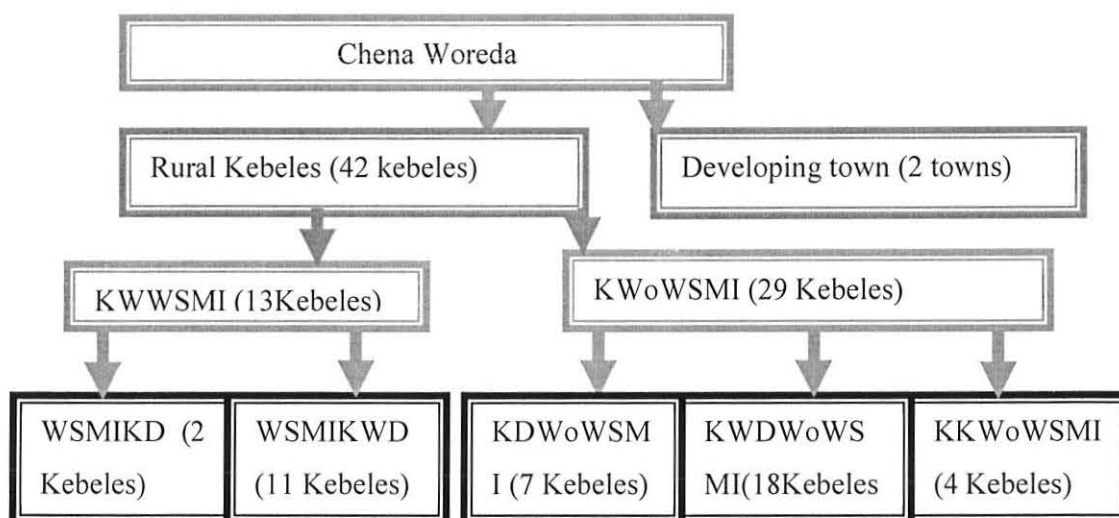 Chena Woreda
Rural Kebeles (42 kebeles)
Developing town (2 towns)
KWWSMI (13Kebeles)
KWoWSMI (29 Kebeles)
WSMIKD (2
Kebeles)
WSMIKWD
(11 Kebeles)
KDWoWSM
I (7 Kebeles)
KWDWoWS
MI(18Kebeles
KKWoWSMI
(4 Kebeles)